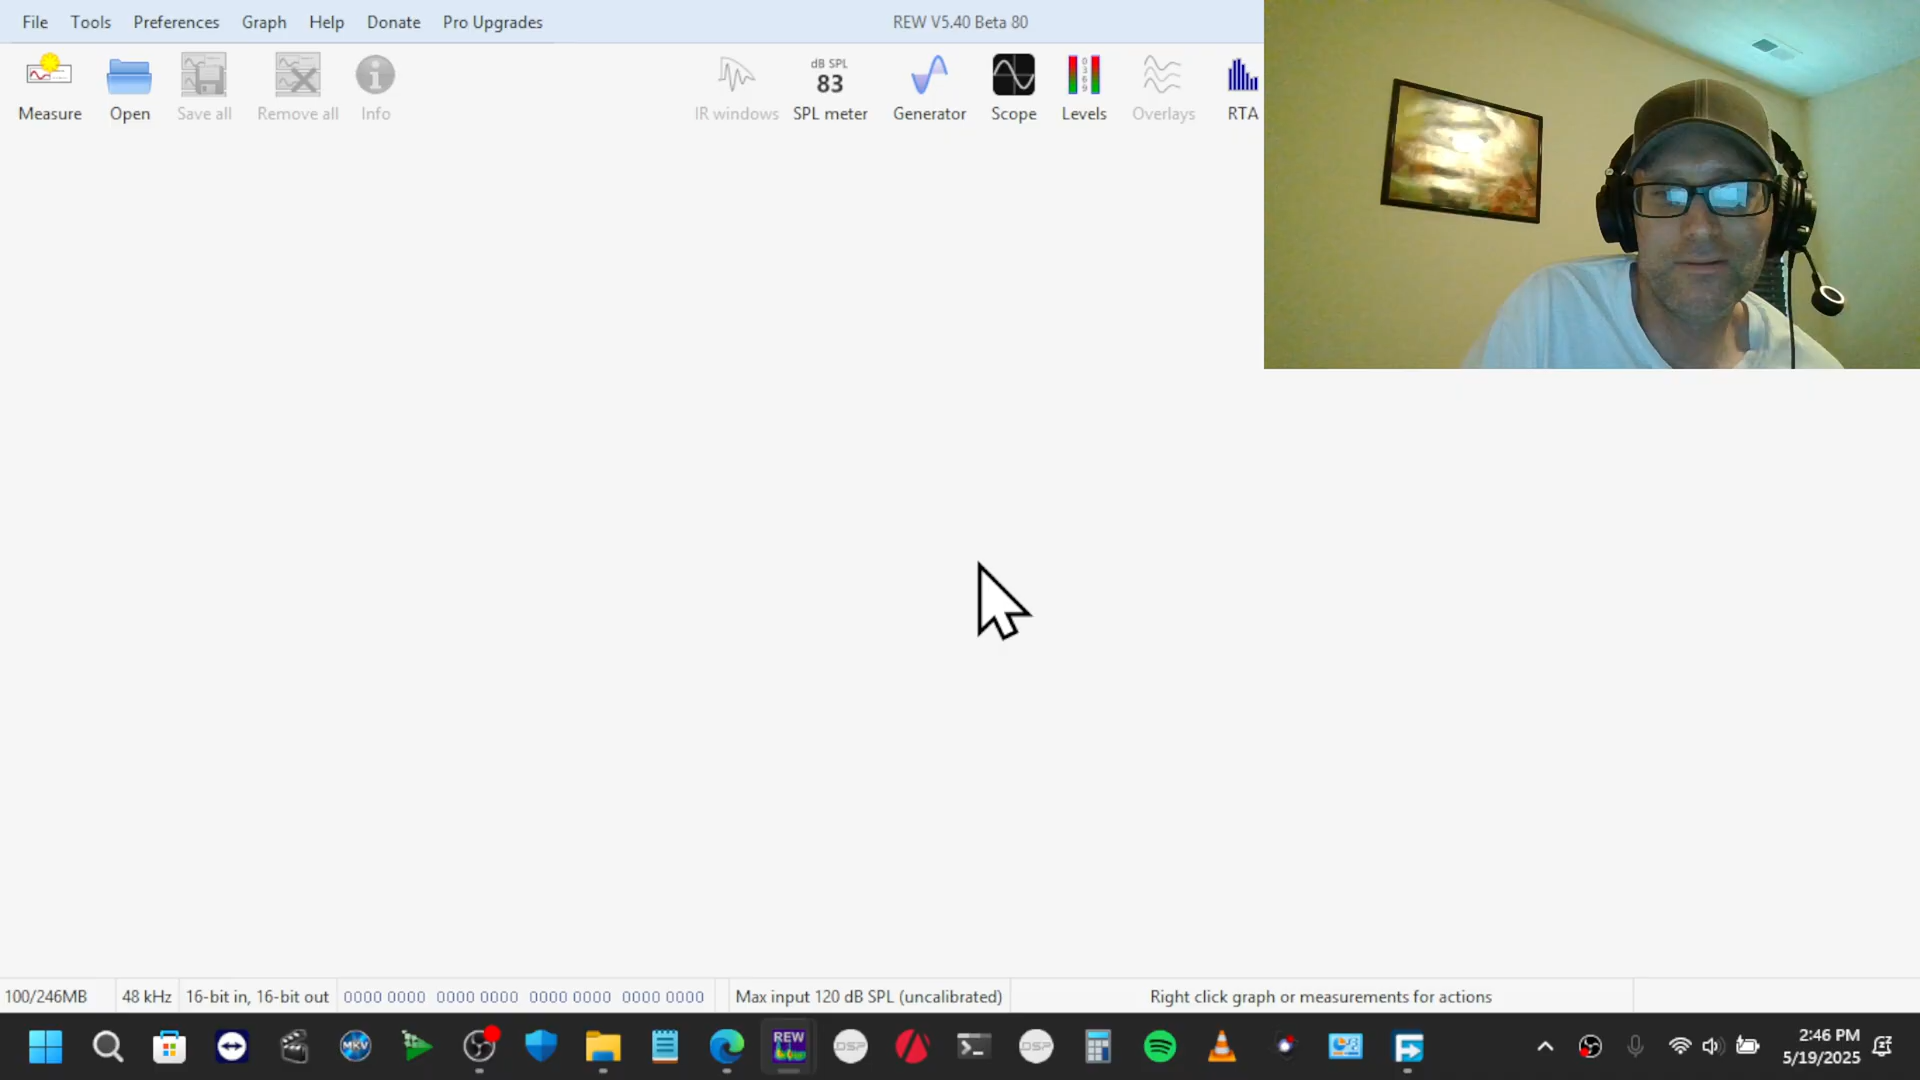 File Tools Preferences Graph Help Donate Pro Upgrades
REW V5.40 Beta 80
dB SPL
83
Measure Open Save all Remove all Info IR windows SPL meter Generator Scope Levels Overlays RTA
100/246MB 48 kHz 16-bit in, 16-bit out 0000 0000 0000 0000 0000 0000 0000 0000 Max input 120 dB SPL (uncalibrated) Right click graph or measurements for actions
MKV
REW
DSP
DSP
2:46 PM
5/19/2025